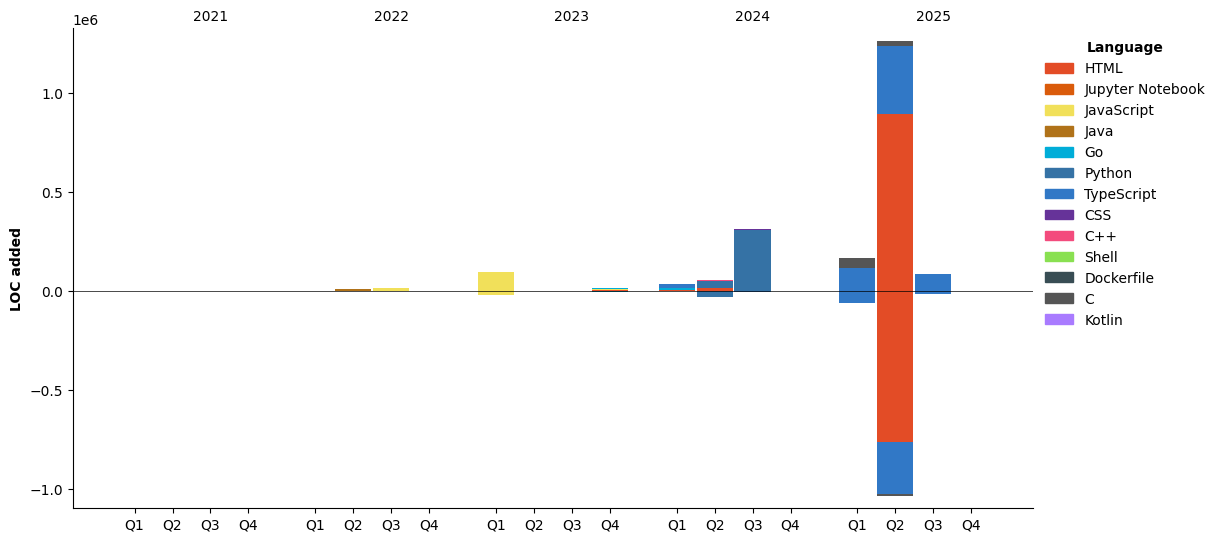 1e6
2021 2022 2023 2024 2025
LOC added
1.0
0.5
0.0
−0.5
−1.0
Q1 Q2 Q3 Q4 Q1 Q2 Q3 Q4 Q1 Q2 Q3 Q4 Q1 Q2 Q3 Q4 Q1 Q2 Q3 Q4
Language
HTML
Jupyter Notebook
JavaScript
Java
Go
Python
TypeScript
CSS
C++
Shell
Dockerfile
C
Kotlin